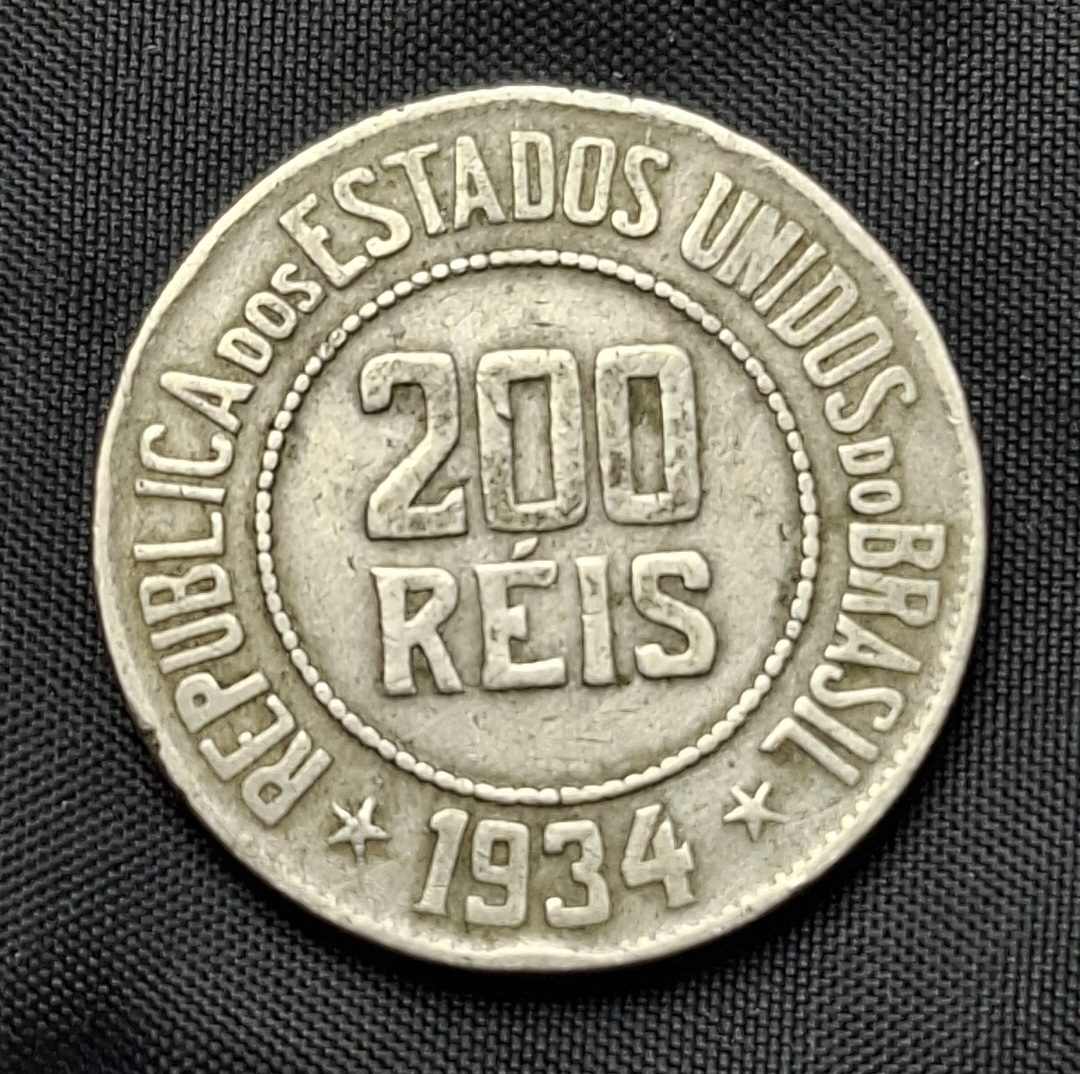 REPUBLICA DOS ESTADOS UNIDOS DO BRASIL
200
RÉIS
★ 1934 ★